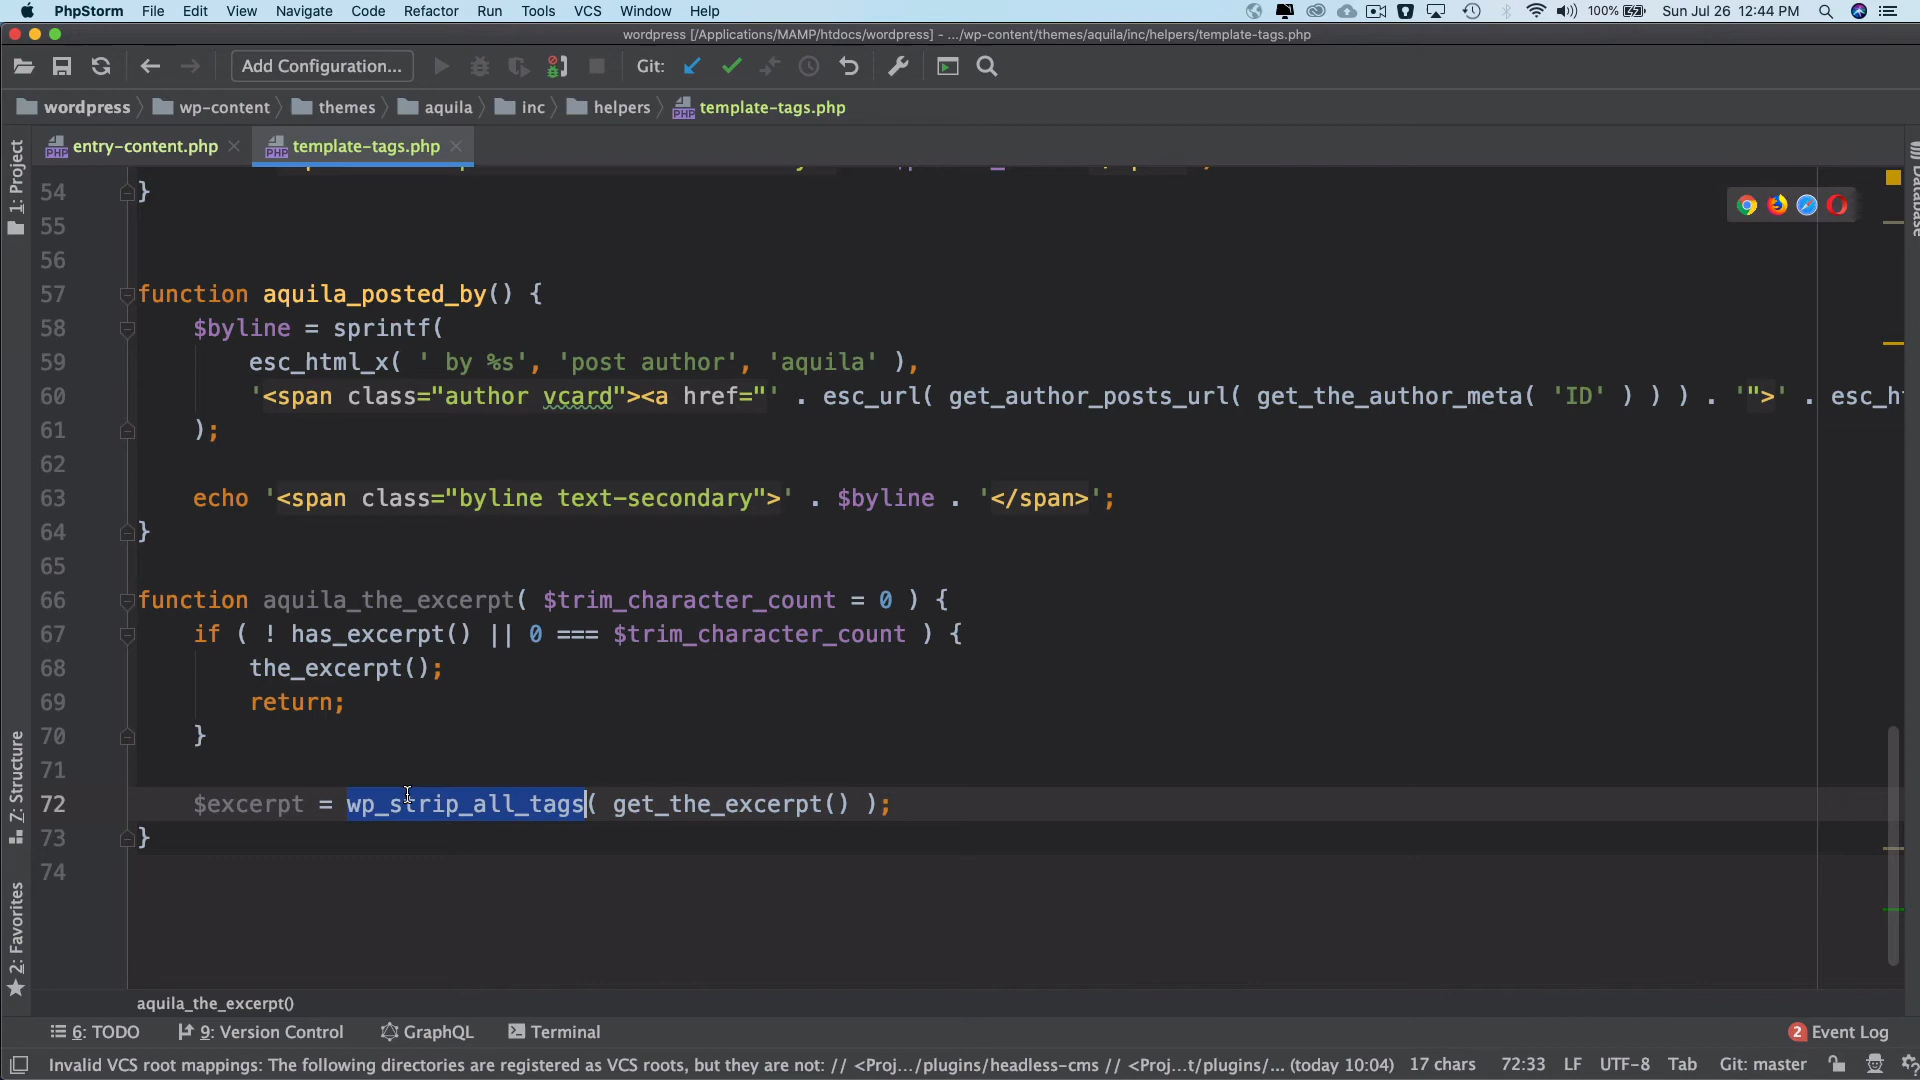 PhpStorm File Edit View Navigate Code Refactor Run Tools VCS Window Help 100% Sun Jul 26 12:44 PM
wordpress [/Applications/MAMP/htdocs/wordpress] - .../wp-content/themes/aquila/inc/helpers/template-tags.php
Add Configuration... Git:
wordpress wp-content themes aquila inc helpers template-tags.php
entry-content.php template-tags.php
1: Project
Database
54 }
55
56
57 function aquila_posted_by() {
58 $byline = sprintf(
59 esc_html_x( ' by %s', 'post author', 'aquila' ),
60 '<span class="author vcard"><a href="' . esc_url( get_author_posts_url( get_the_author_meta( 'ID' ) ) ) . '">' . esc_h
61 );
62
63 echo '<span class="byline text-secondary">' . $byline . '</span>';
64 }
65
66 function aquila_the_excerpt( $trim_character_count = 0 ) {
67 if ( ! has_excerpt() || 0 === $trim_character_count ) {
68 the_excerpt();
69 return;
70 }
71
72 $excerpt = wp_strip_all_tags( get_the_excerpt() );
73 }
74
Z: Structure
2: Favorites
aquila_the_excerpt()
6: TODO 9: Version Control GraphQL Terminal 2 Event Log
Invalid VCS root mappings: The following directories are registered as VCS roots, but they are not: // <Proj.../plugins/headless-cms // <Proj...t/plugins/... (today 10:04) 17 chars 72:33 LF UTF-8 Tab Git: master